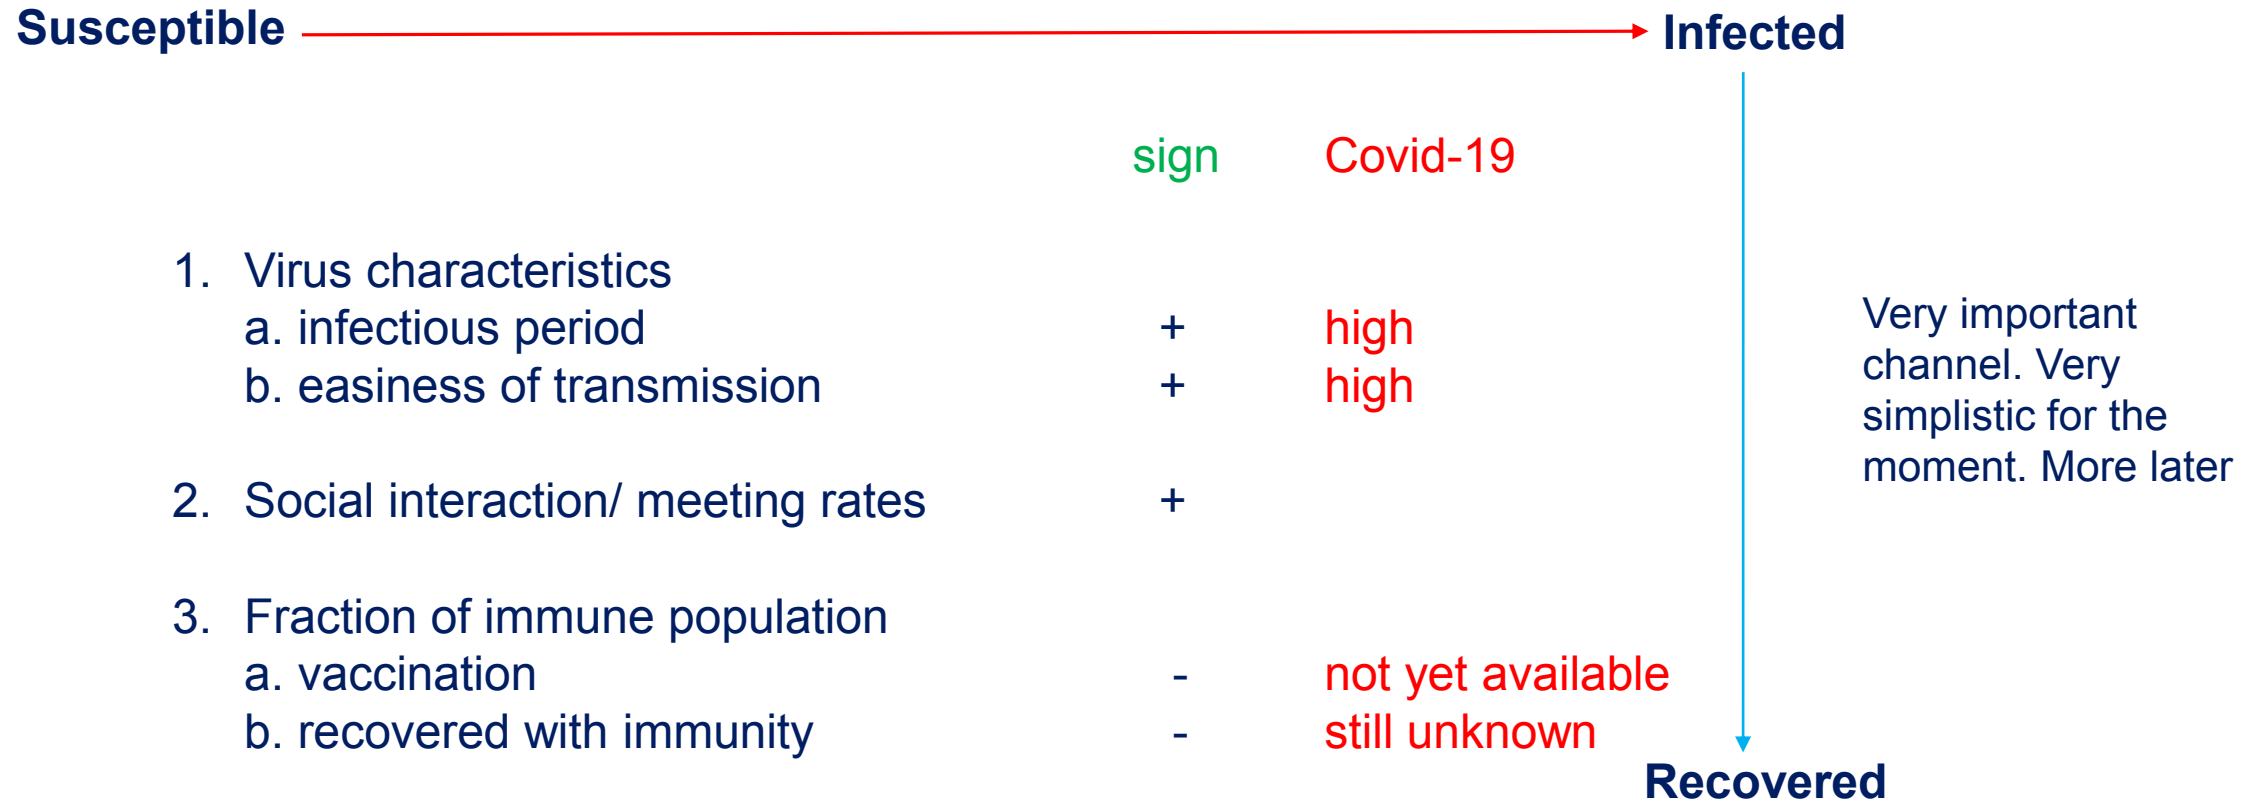 Susceptible Infected
sign Covid-19
1. Virus characteristics
a. infectious period + high
b. easiness of transmission + high
2. Social interaction/ meeting rates +
3. Fraction of immune population
a. vaccination - not yet available
b. recovered with immunity - still unknown
Very important
channel. Very
simplistic for the
moment. More later
Recovered